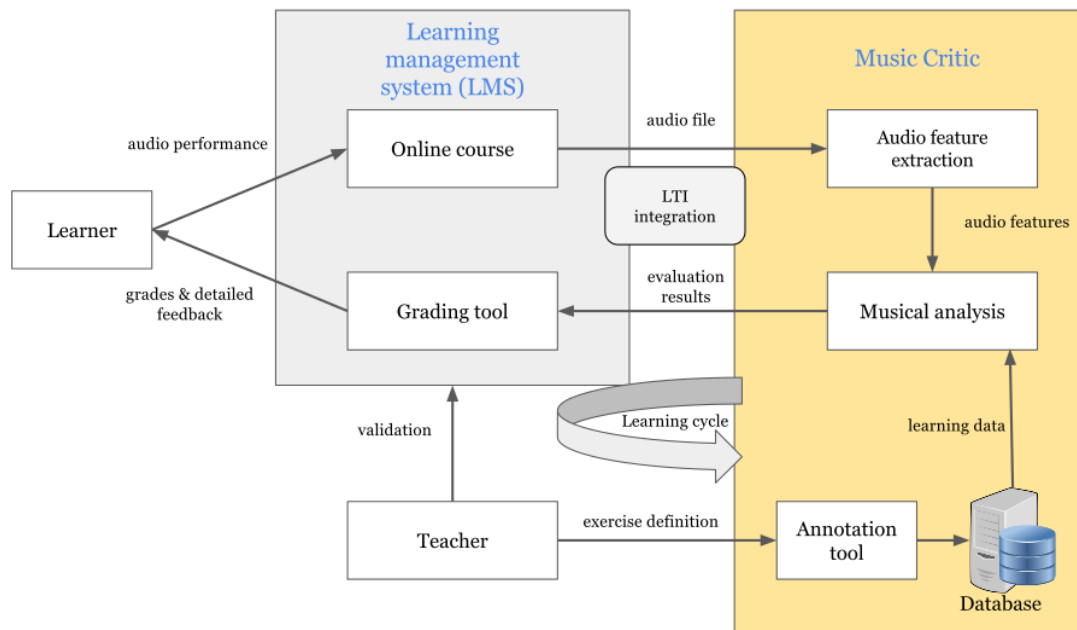 Learning
management
system (LMS)
Music Critic
audio file
Online course
Audio feature
extraction
audio performance
LTI
integration
Learner
audio features
evaluation
results
grades & detailed
feedback
Grading tool
Musical analysis
Learning cycle
validation
learning data
exercise definition
Teacher
Annotation
tool
Database